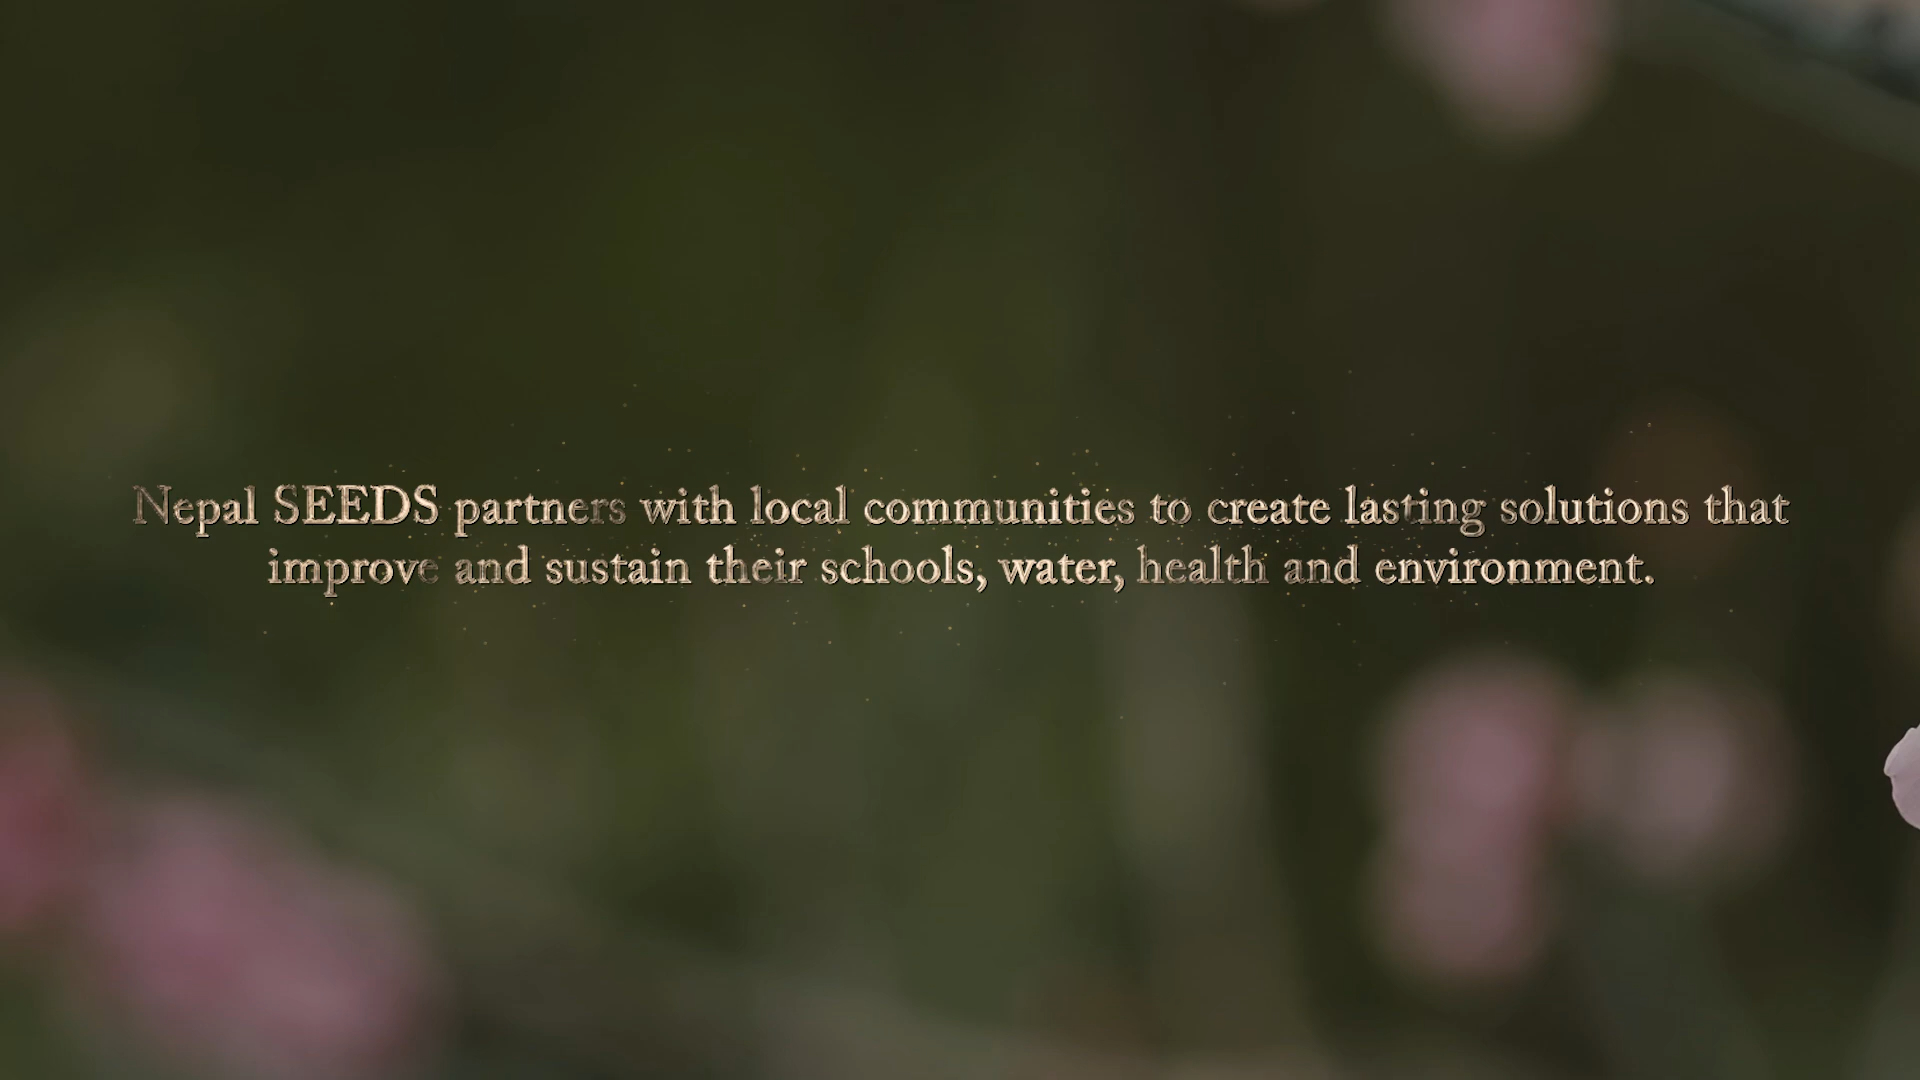 Nepal SEEDS partners with local communities to create lasting solutions that
improve and sustain their schools, water, health and environment.